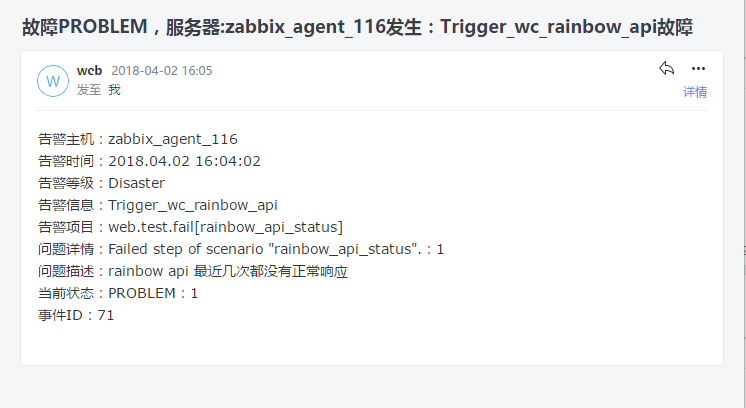 故障PROBLEM，服务器:zabbix_agent_116发生：Trigger_wc_rainbow_api故障
W
web 2018-04-02 16:05
发至 我
详情
告警主机：zabbix_agent_116
告警时间：2018.04.02 16:04:02
告警等级：Disaster
告警信息：Trigger_wc_rainbow_api
告警项目：web.test.fail[rainbow_api_status]
问题详情：Failed step of scenario "rainbow_api_status".：1
问题描述：rainbow api 最近几次都没有正常响应
当前状态：PROBLEM：1
事件ID：71